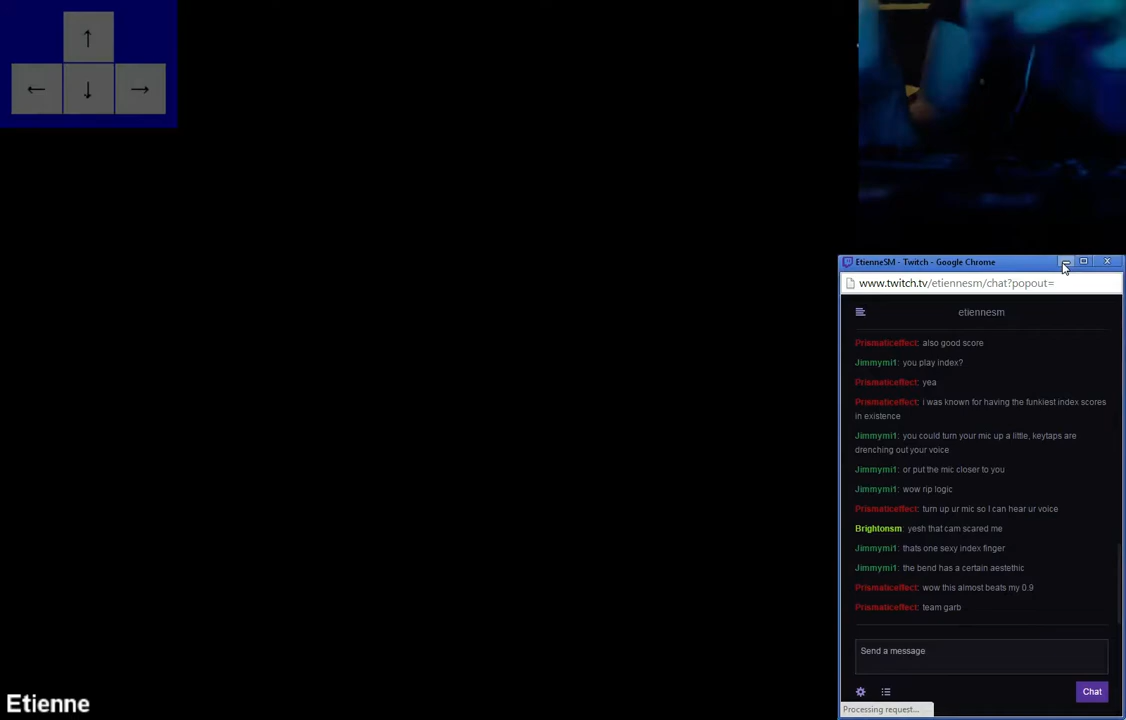 ↑
← ↓ →
EtienneSM - Twitch - Google Chrome
www.twitch.tv/etiennesm/chat?popout=
etiennesm
Prismaticeffect: also good score
Jimmymi1: you play index?
Prismaticeffect: yea
Prismaticeffect: i was known for having the funkiest index scores
in existence
Jimmymi1: you could turn your mic up a little, keytaps are
drenching out your voice
Jimmymi1: or put the mic closer to you
Jimmymi1: wow rip logic
Prismaticeffect: turn up ur mic so I can hear ur voice
Brightonsm: yesh that cam scared me
Jimmymi1: thats one sexy index finger
Jimmymi1: the bend has a certain aestethic
Prismaticeffect: wow this almost beats my 0.9
Prismaticeffect: team garb
Send a message
Chat
Processing request...
Etienne